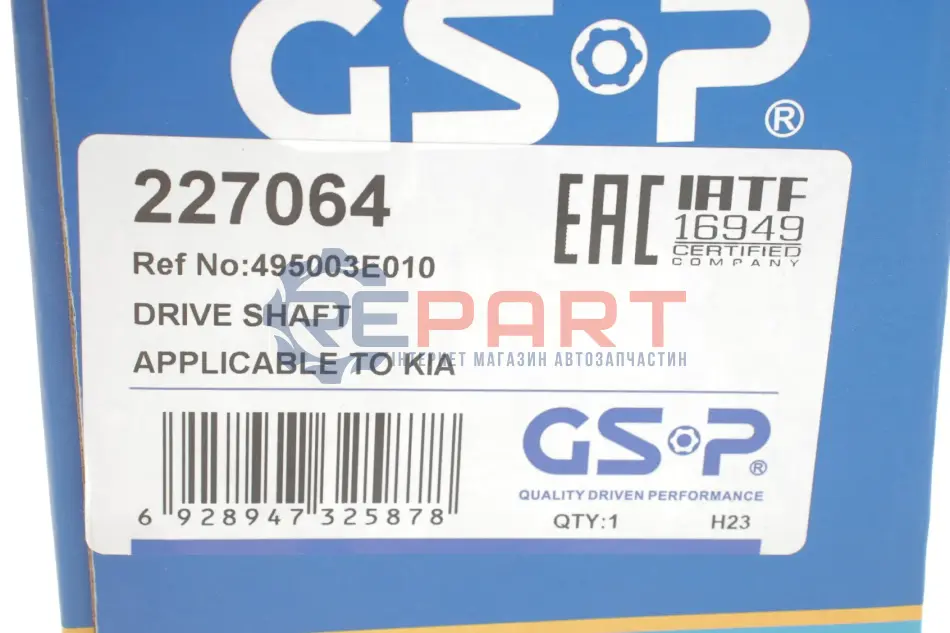 GSP®
227064
EAC
IATF
16949
CERTIFIED
COMPANY
Ref No:495003E010
DRIVE SHAFT
REPART
ИНТЕРНЕТ МАГАЗИН АВТОЗАПЧАСТИН
APPLICABLE TO KIA
GSP®
QUALITY DRIVEN PERFORMANCE
6 928947 325878
QTY:1 H23